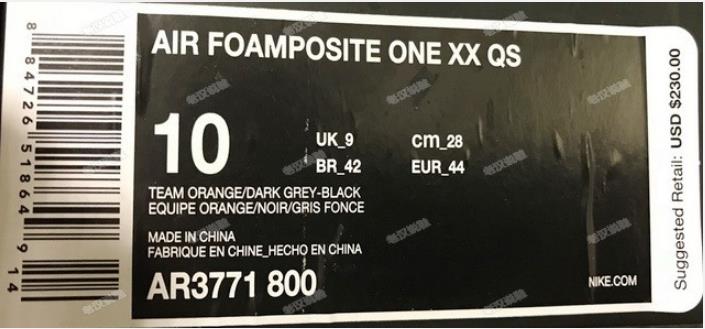 AIR FOAMPOSITE ONE XX QS
10
UK_9 cm_28
BR_42 EUR_44
TEAM ORANGE/DARK GREY-BLACK
EQUIPE ORANGE/NOIR/GRIS FONCE
MADE IN CHINA
FABRIQUE EN CHINE_HECHO EN CHINA
AR3771 800
NIKE.COM
8 84726 51864 9 14
Suggested Retail: USD $230.00